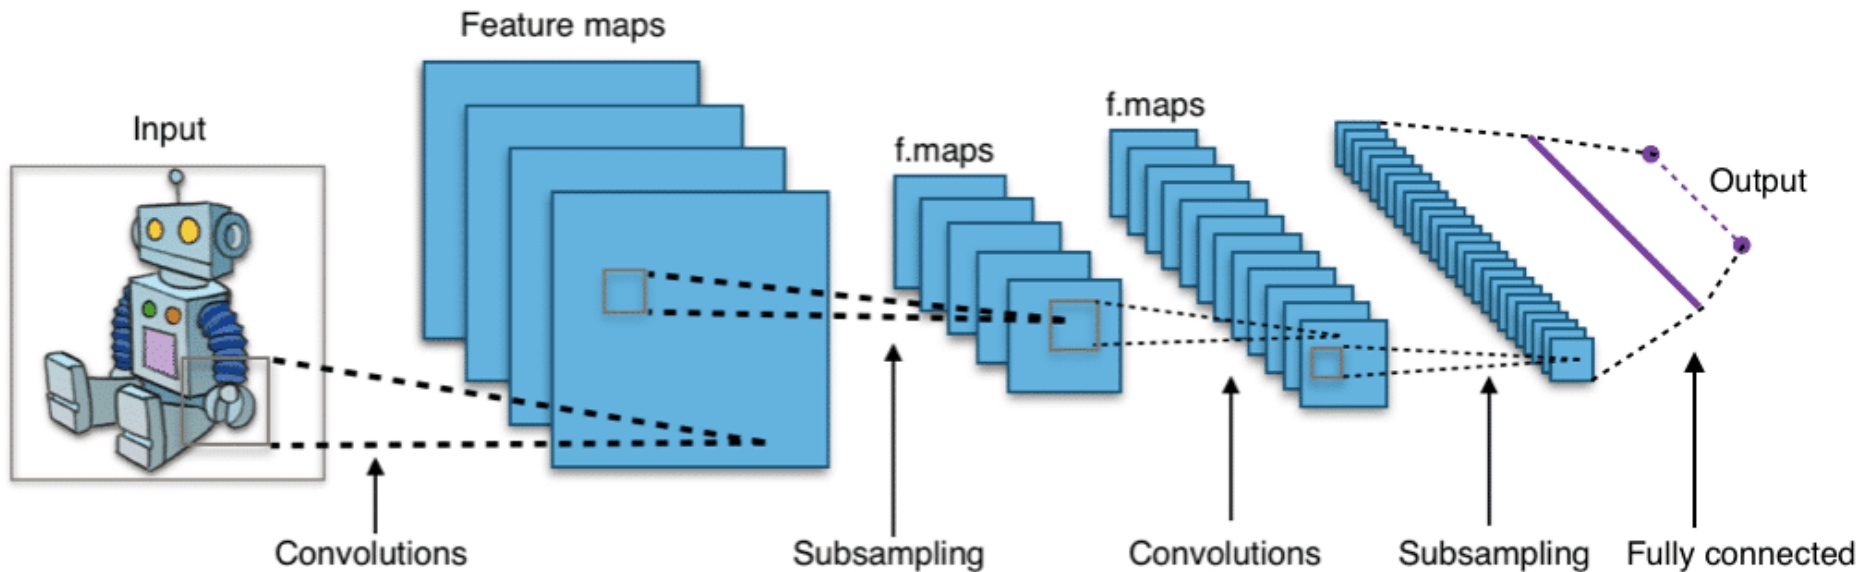 Feature maps
Input
f.maps
f.maps
Output
Convolutions
Subsampling
Convolutions
Subsampling
Fully connected